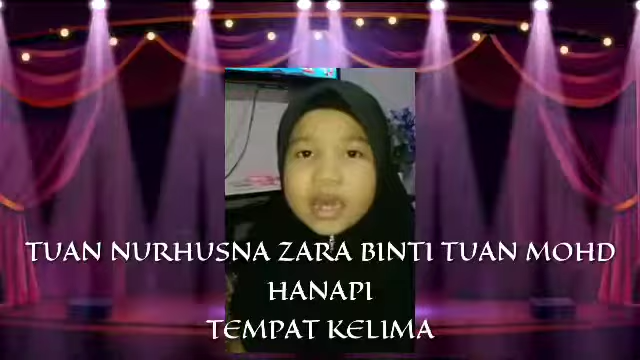 TUAN NURHUSNA ZARA BINTI TUAN MOHD
HANAPI
TEMPAT KELIMA